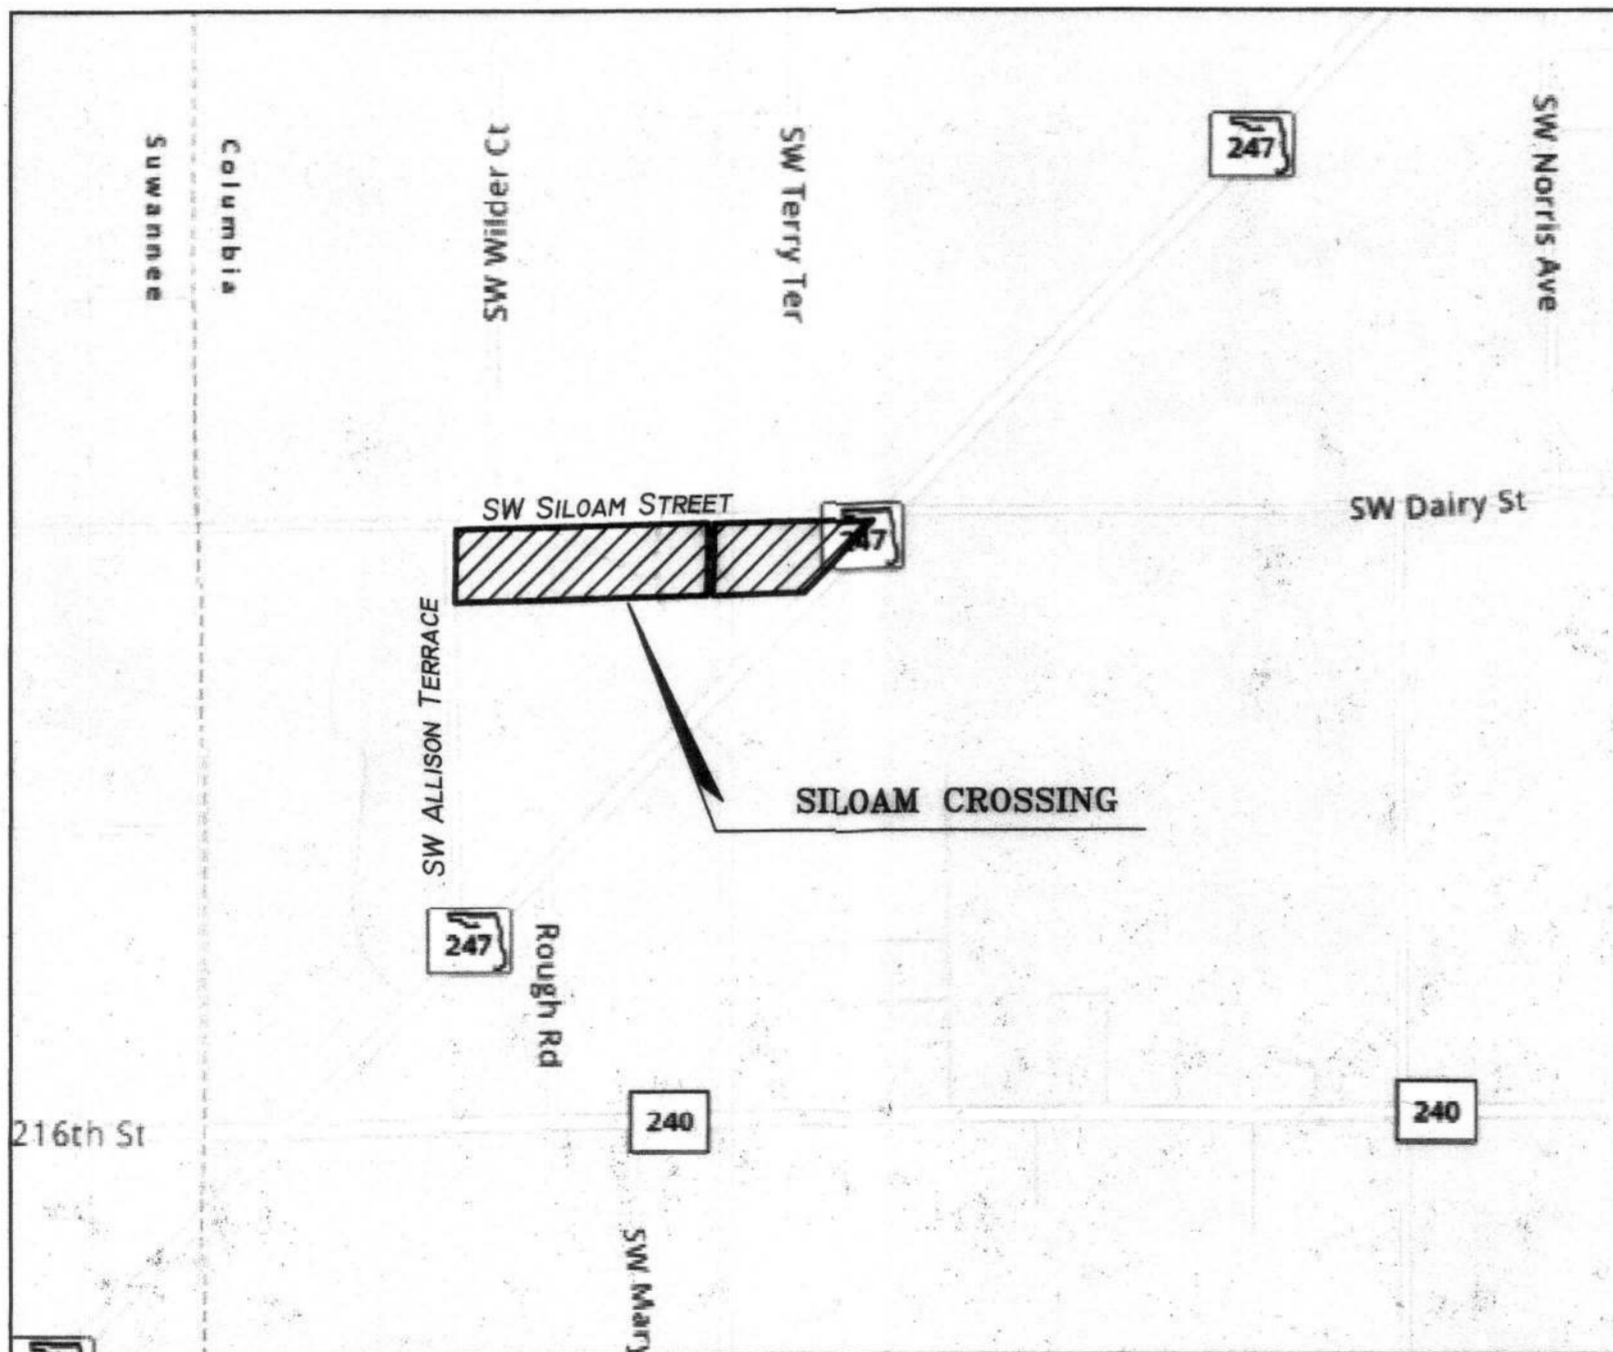 Suwannee
Columbia
SW Wilder Ct
SW Terry Ter
247
SW Norris Ave
SW SILOAM STREET
247
SW Dairy St
SW ALLISON TERRACE
SILOAM CROSSING
247
Rough Rd
216th St
240
240
SW Mary